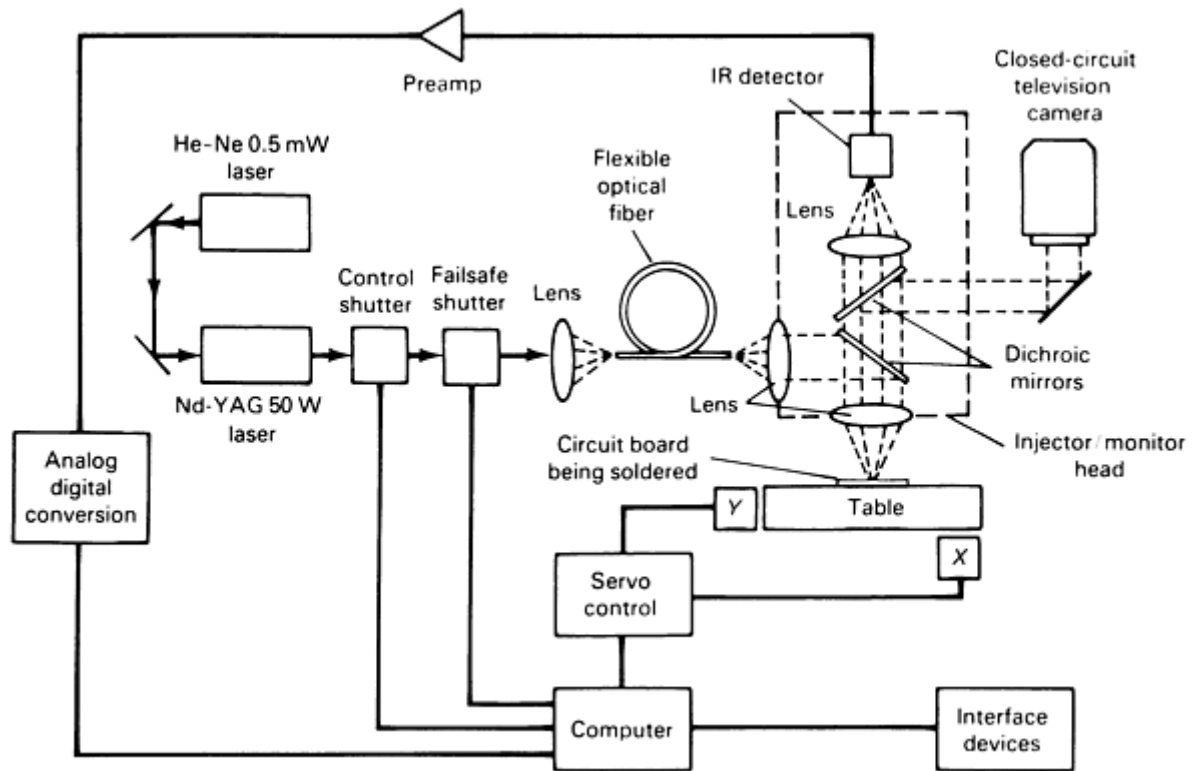 Preamp
IR detector
Closed-circuit
television
camera
He-Ne 0.5 mW
laser
Flexible
optical
fiber
Lens
Control
shutter
Failsafe
shutter
Lens
Dichroic
mirrors
Nd-YAG 50 W
laser
Lens
Injector/monitor
head
Analog
digital
conversion
Circuit board
being soldered
Y
Table
X
Servo
control
Computer
Interface
devices